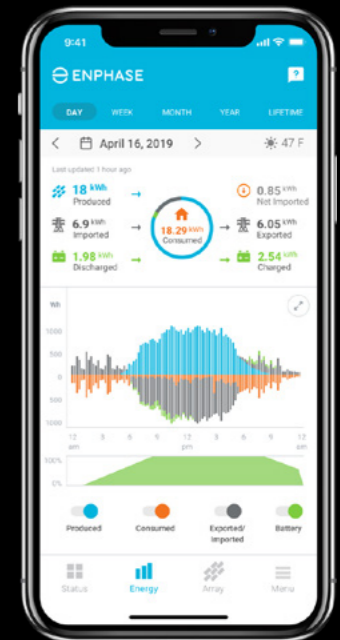 9:41
ENPHASE
?
DAY WEEK MONTH YEAR LIFETIME
< April 16, 2019 > 47 F
Last updated 1 hour ago
18 kWh → 0.85 kWh
Produced Net Imported
6.9 kWh → 18.29 kWh → 6.05 kWh
Imported Consumed Exported
1.98 kWh → → 2.54 kWh
Discharged Charged
Wh
1000
500
0
500
1000
12 3 6 9 12 3 6 9 12
am pm am
100%
0%
Produced Consumed Exported/ Battery
Imported
Status Energy Array Menu